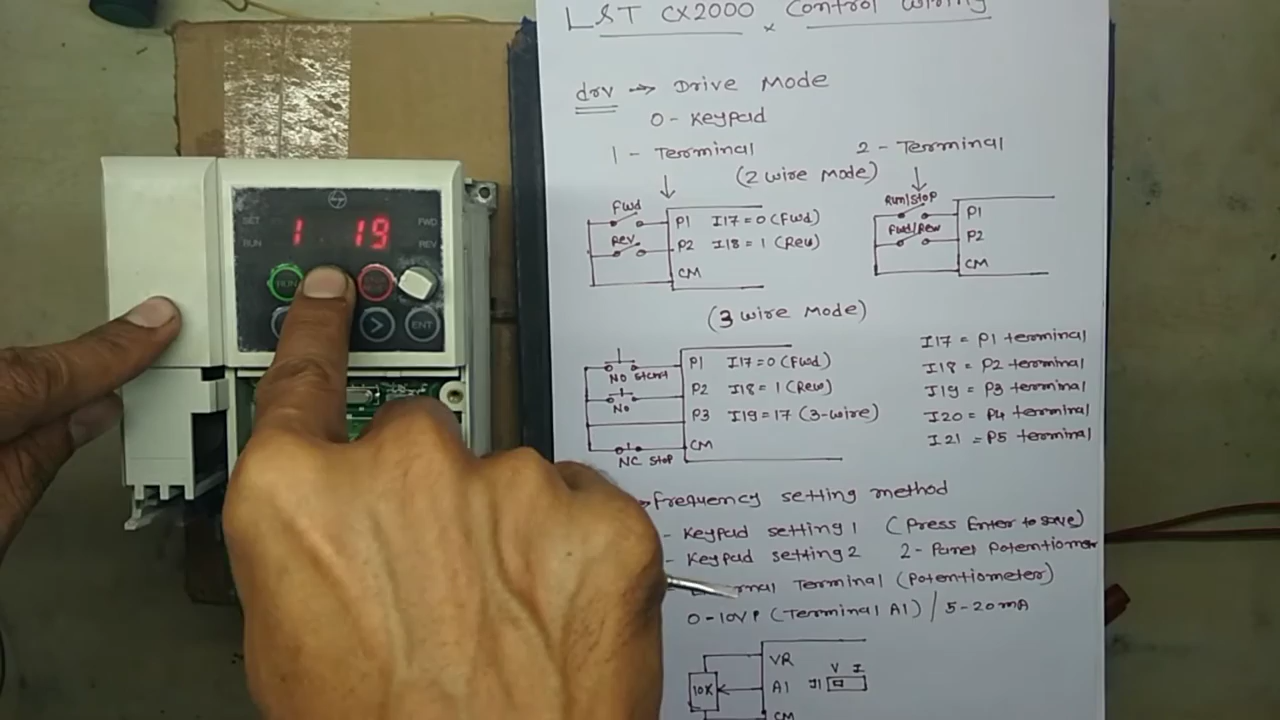 L&T CX2000 Control Wiring
drv → Drive Mode
0 - Keypad
1 - Terminal
2 - Terminal
(2 wire Mode)
Fwd
P1 I17 = 0 (Fwd)
Rev
P2 I18 = 1 (Rev)
CM
Run/Stop
P1
Fwd/Rev
P2
CM
(3 wire Mode)
NO Start
P1 I17 = 0 (Fwd)
NO
P2 I18 = 1 (Rev)
P3 I19 = 17 (3-wire)
CM
NC Stop
I17 = P1 terminal
I18 = P2 terminal
I19 = P3 terminal
I20 = P4 terminal
I21 = P5 terminal
Frequency setting method
- Keypad setting 1 (Press Enter to save)
- Keypad setting 2 2 - Panel Potentiometer
Terminal (Potentiometer)
0-10V (Terminal A1) / 5-20 mA
VR
10K
A1
CM
V I
J1
SET
RUN
FWD
REV
1 19
RUN
>
ENT